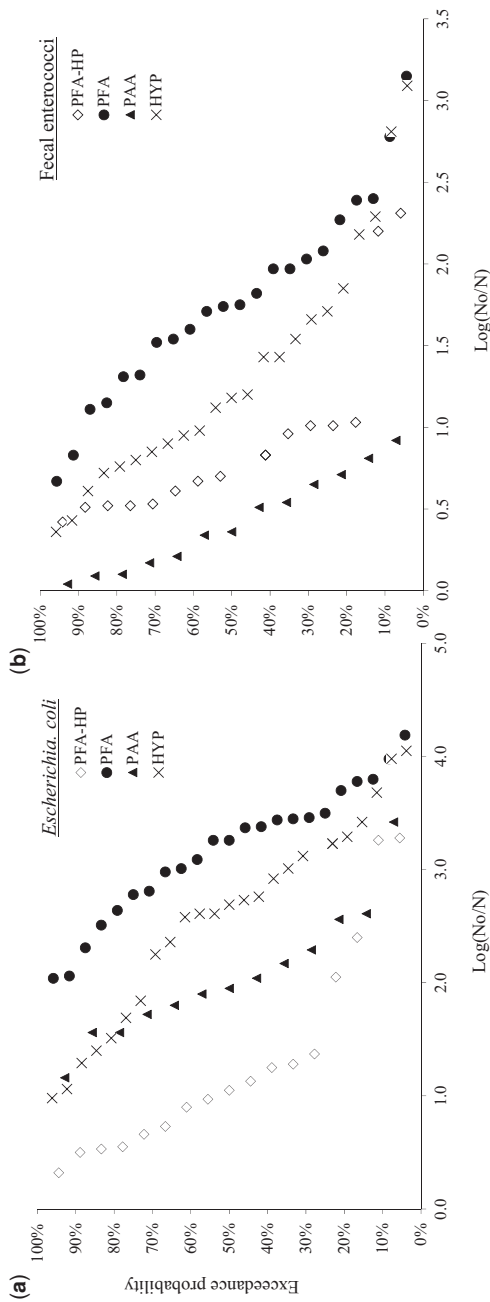 (a)
Escherichia. coli
PFA-HP
PFA
PAA
HYP
Exceedance probability
100%
90%
80%
70%
60%
50%
40%
30%
20%
10%
0%
0.0 1.0 2.0 3.0 4.0 5.0
Log(No/N)
(b)
Fecal enterococci
PFA-HP
PFA
PAA
HYP
100%
90%
80%
70%
60%
50%
40%
30%
20%
10%
0%
0.0 0.5 1.0 1.5 2.0 2.5 3.0 3.5
Log(No/N)